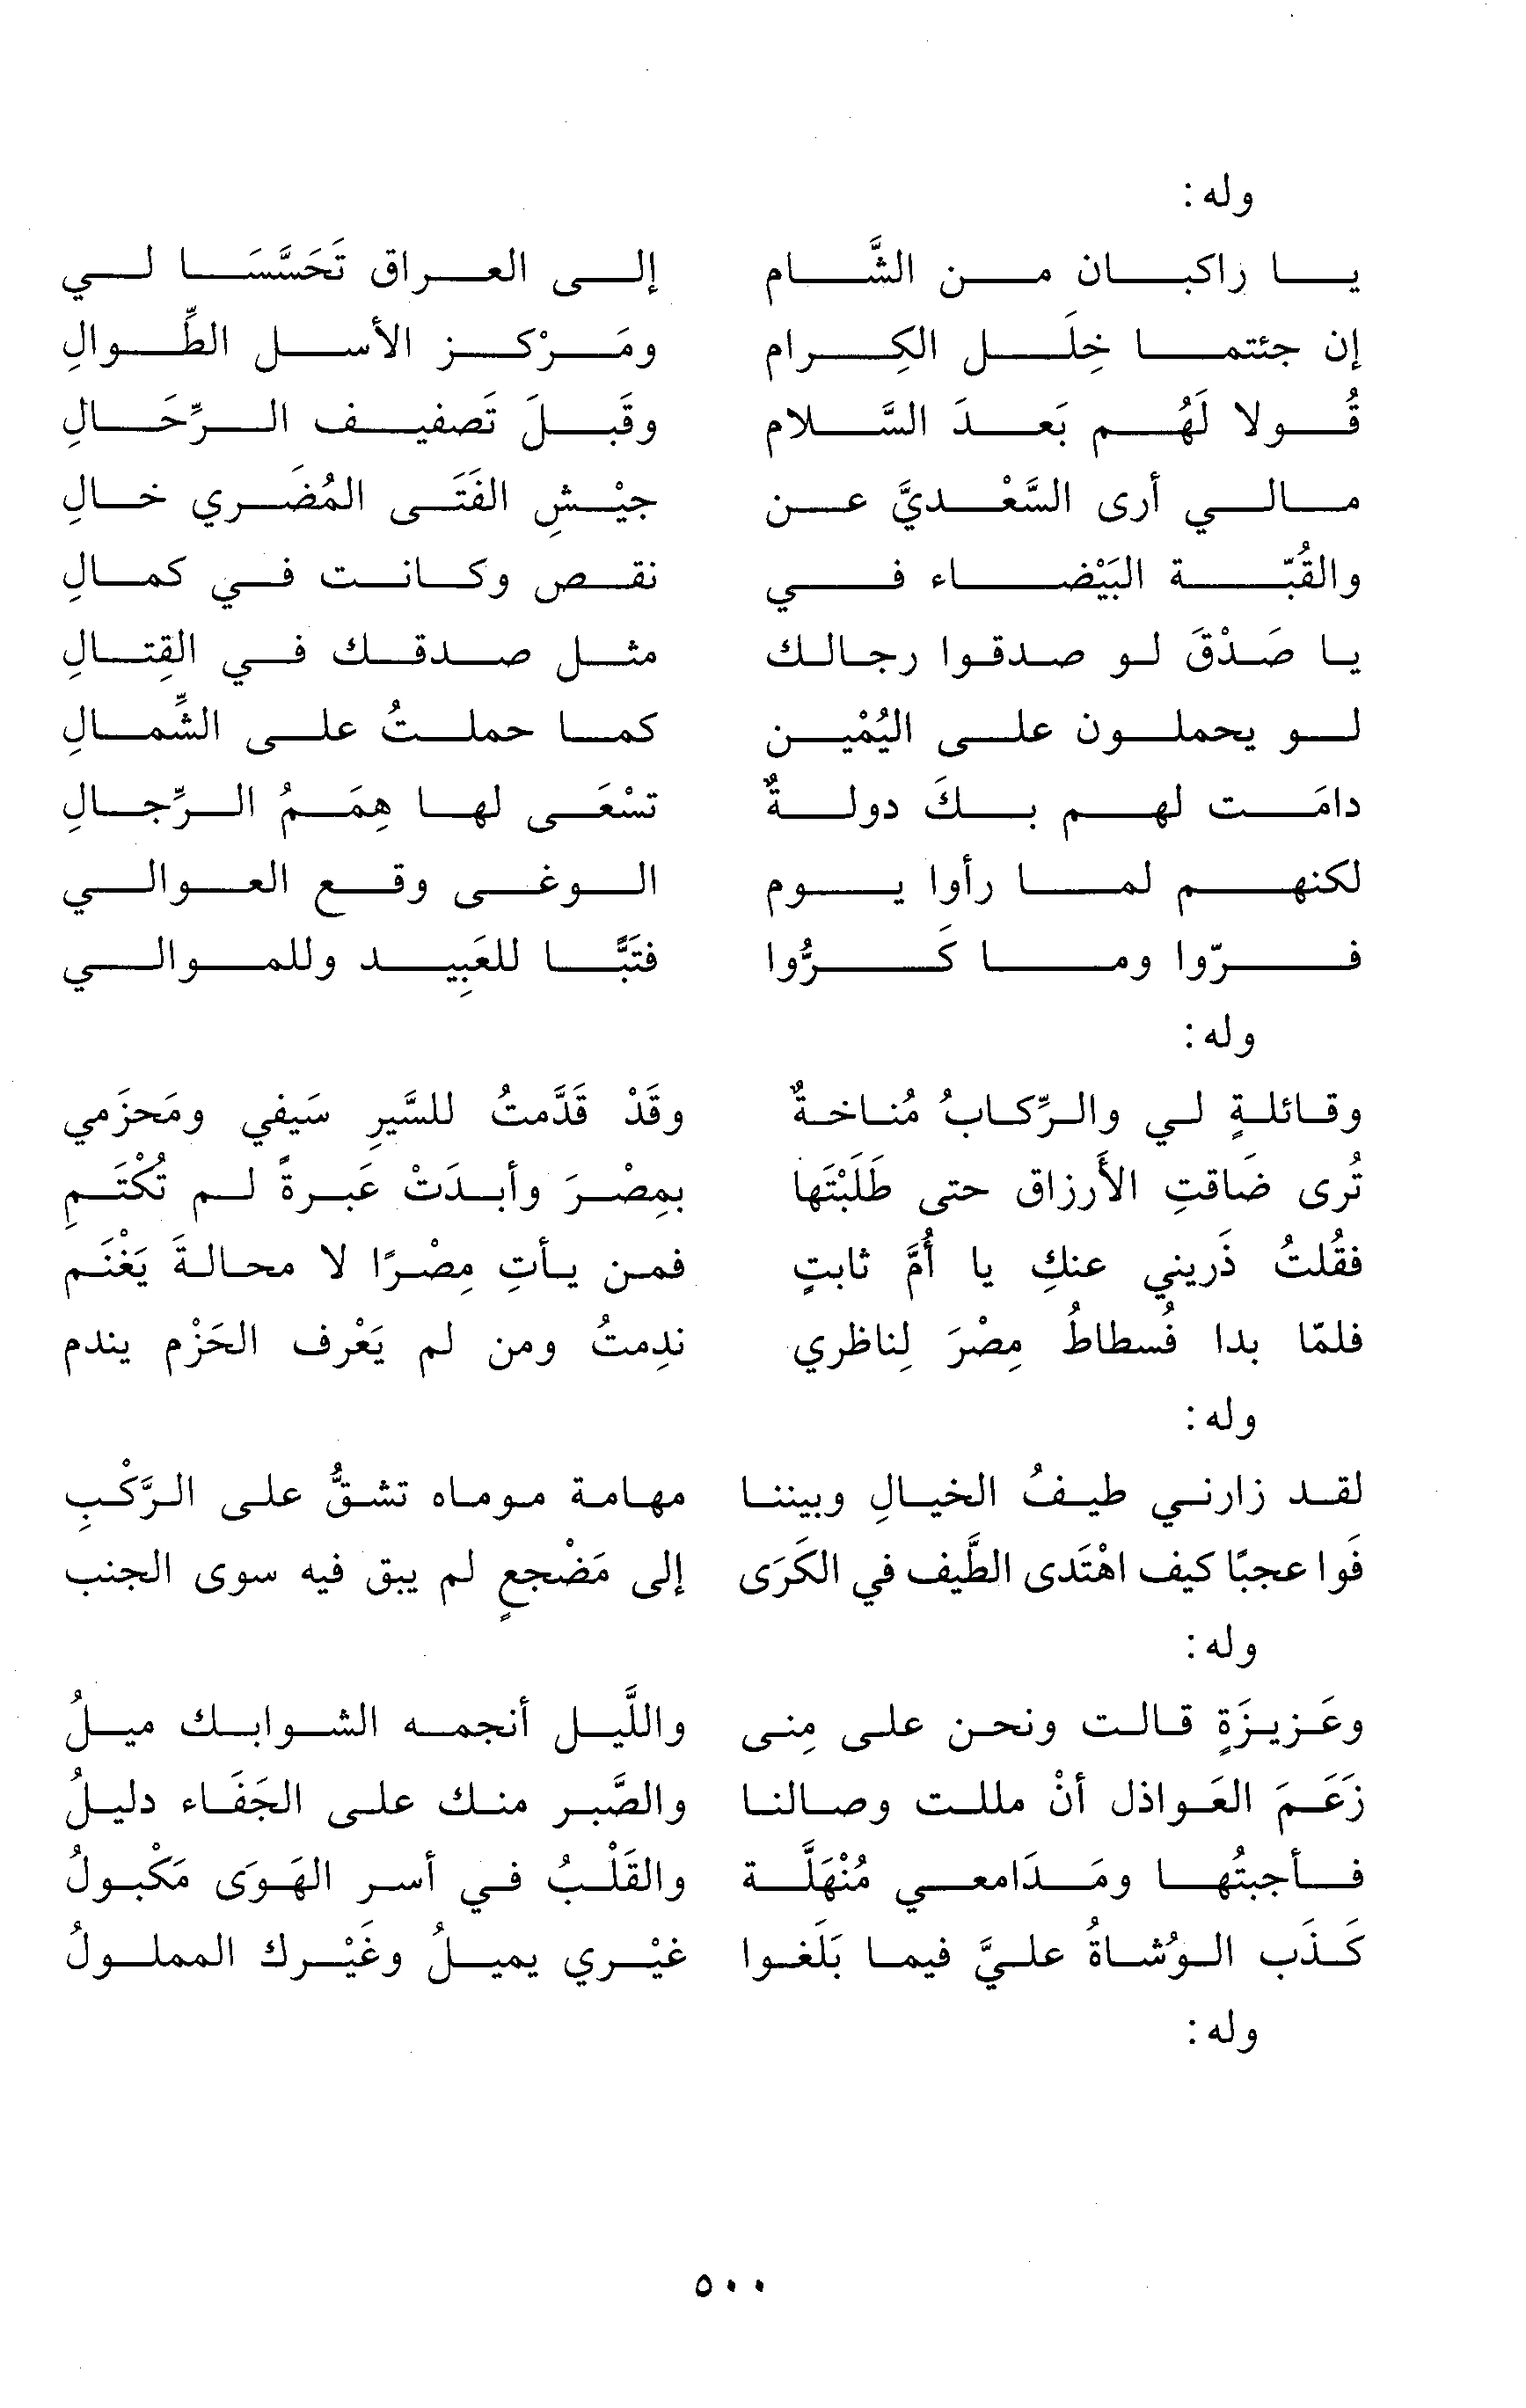 وله:
يا راكبان من الشَّام إلى العراق تَحَسَّسَا لي
إن جئتما خِلَل الكِرام ومَرْكز الأسل الطِّوالِ
قُولا لَهُم بَعدَ السَّلام وقَبلَ تَصفيف الرِّحَالِ
مالي أرى السَّعْديَّ عن جيْشِ الفَتَى المُضَري خالِ
والقُبّة البَيْضاء في نقص وكانت في كمالِ
يا صَدْقَ لو صدقوا رجالك مثل صدقك في القِتالِ
لو يحملون على اليُمْين كما حملتُ على الشِّمالِ
دامَت لهم بكَ دولةٌ تسْعَى لها هِمَمُ الرِّجالِ
لكنهم لما رأوا يوم الوغى وقع العوالي
فرّوا وما كَرُّوا فتَبًّا للعَبِيد وللموالي
وله:
وقائلةٍ لي والرِّكابُ مُناخةٌ وقَدْ قَدَّمتُ للسَّيرِ سَيفي ومَحزَمي
تُرى ضَاقتِ الأَرزاق حتى طَلَبْتَها بمِصْرَ وأبدَتْ عَبرةً لم تُكْتَمِ
فقُلتُ ذَريني عنكِ يا أُمَّ ثابتٍ فمن يأتِ مِصْرًا لا محالةَ يَغْنَم
فلمّا بدا فُسطاطُ مِصْرَ لِناظري ندِمتُ ومن لم يَعْرف الحَزْم يندم
وله:
لقد زارني طيفُ الخيالِ وبيننا مهامة موماه تشقُّ على الرَّكْبِ
فَوا عجبًا كيف اهْتَدى الطَّيف في الكَرَى إلى مَضْجعٍ لم يبق فيه سوى الجنب
وله:
وعَزيزَةٍ قالت ونحن على مِنى واللَّيل أنجمه الشوابك ميلُ
زَعَمَ العَواذل أنْ مللت وصالنا والصَّبر منك على الجَفَاء دليلُ
فأجبتُها ومَدَامعي مُنْهَلَّة والقَلْبُ في أسر الهَوَى مَكْبولُ
كَذَب الوُشاةُ عليَّ فيما بَلَغوا غيْري يميلُ وغَيْرك المملولُ
وله:
٥٠٠